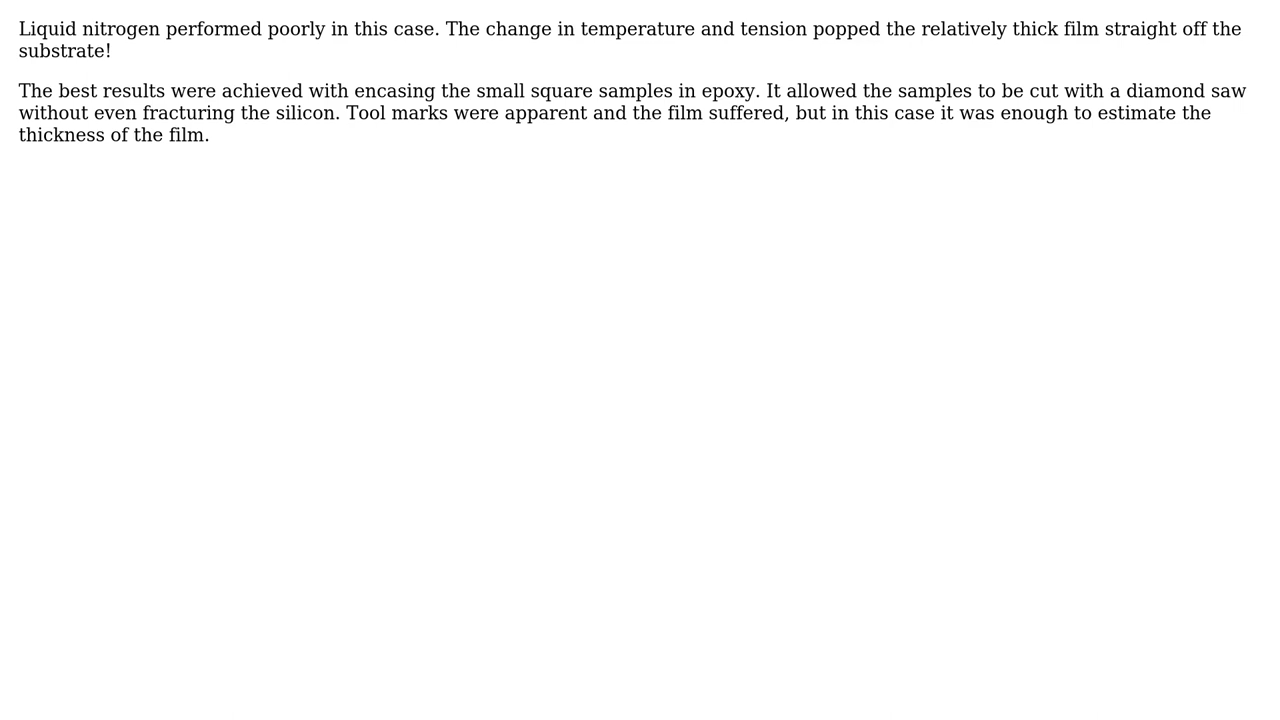 Liquid nitrogen performed poorly in this case. The change in temperature and tension popped the relatively thick film straight off the
substrate!
The best results were achieved with encasing the small square samples in epoxy. It allowed the samples to be cut with a diamond saw
without even fracturing the silicon. Tool marks were apparent and the film suffered, but in this case it was enough to estimate the
thickness of the film.